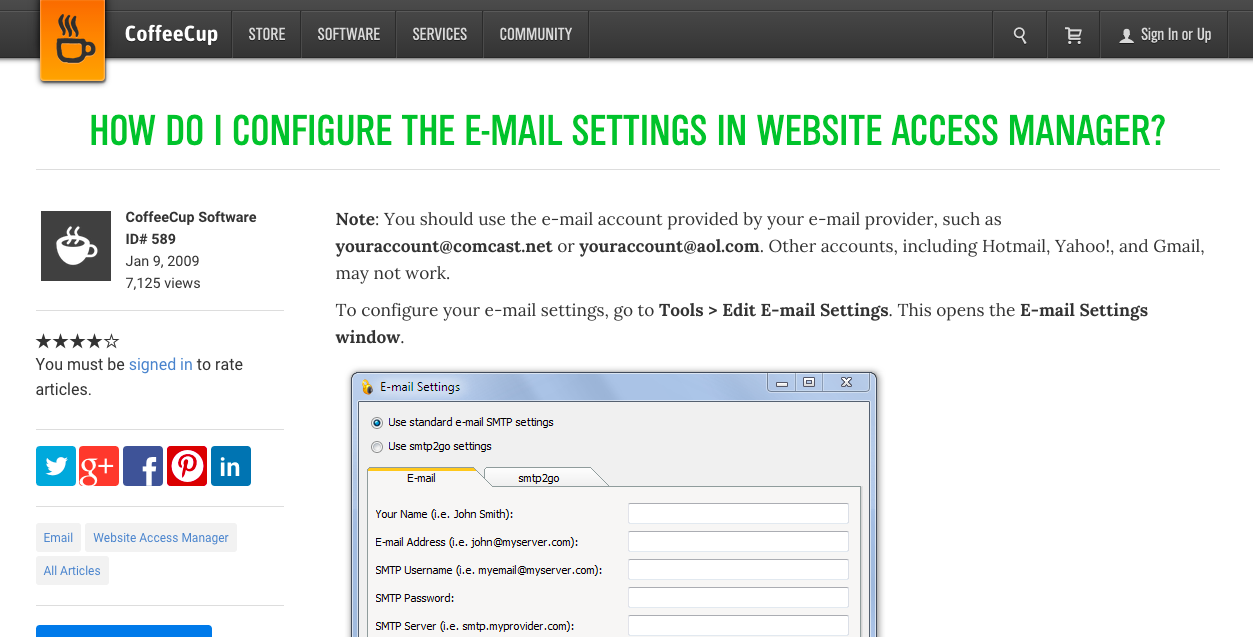 CoffeeCup
STORE
SOFTWARE
SERVICES
COMMUNITY
Sign In or Up
HOW DO I CONFIGURE THE E-MAIL SETTINGS IN WEBSITE ACCESS MANAGER?
CoffeeCup Software
ID# 589
Jan 9, 2009
7,125 views
★★★★☆
You must be signed in to rate
articles.
g+
f
in
Email
Website Access Manager
All Articles
Note: You should use the e-mail account provided by your e-mail provider, such as
youraccount@comcast.net or youraccount@aol.com. Other accounts, including Hotmail, Yahoo!, and Gmail,
may not work.
To configure your e-mail settings, go to Tools > Edit E-mail Settings. This opens the E-mail Settings
window.
E-mail Settings
Use standard e-mail SMTP settings
Use smtp2go settings
E-mail
smtp2go
Your Name (i.e. John Smith):
E-mail Address (i.e. john@myserver.com):
SMTP Username (i.e. myemail@myserver.com):
SMTP Password:
SMTP Server (i.e. smtp.myprovider.com):